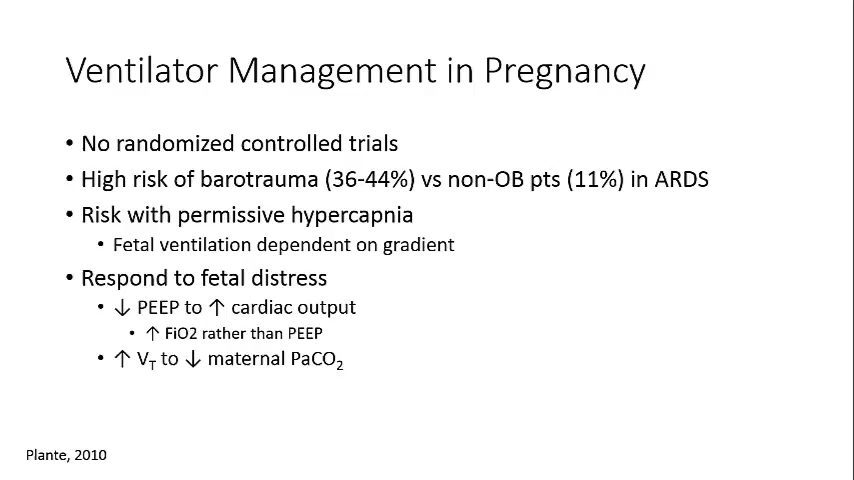 Ventilator Management in Pregnancy
• No randomized controlled trials
• High risk of barotrauma (36-44%) vs non-OB pts (11%) in ARDS
• Risk with permissive hypercapnia
• Fetal ventilation dependent on gradient
• Respond to fetal distress
• ↓ PEEP to ↑ cardiac output
• ↑ FiO2 rather than PEEP
• ↑ V_T to ↓ maternal PaCO₂
Plante, 2010